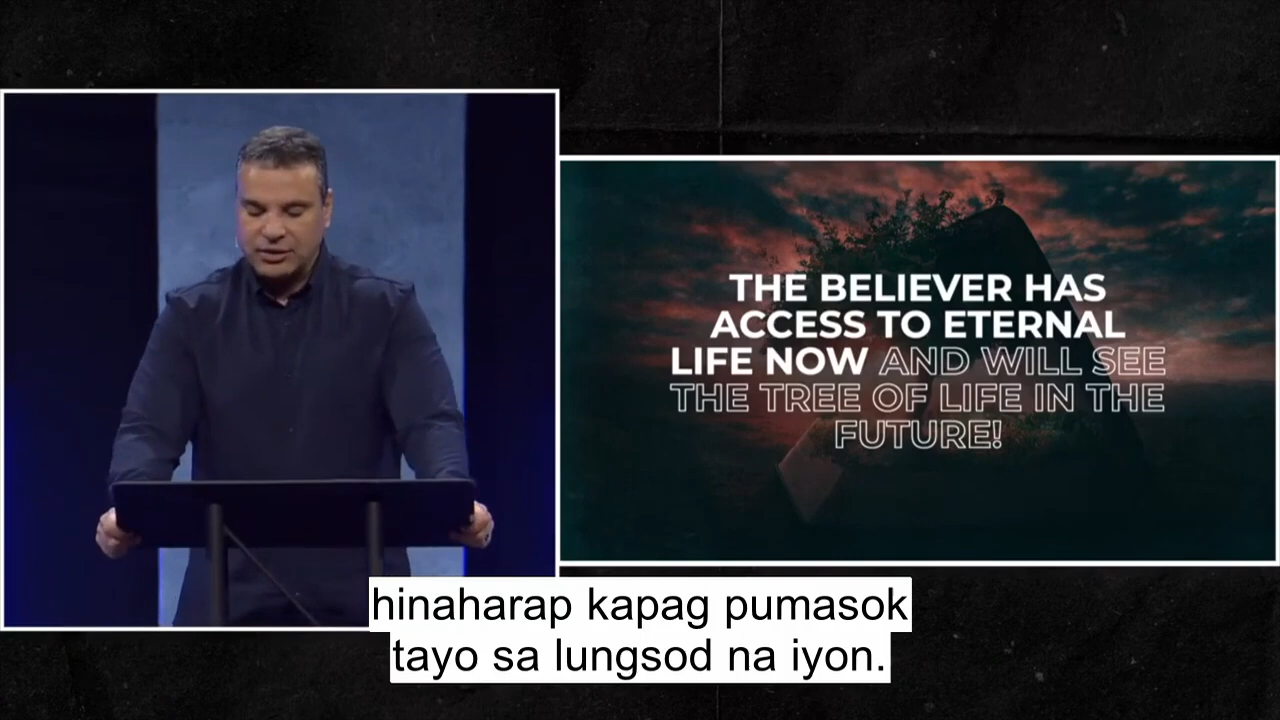 THE BELIEVER HAS
ACCESS TO ETERNAL
LIFE NOW AND WILL SEE
THE TREE OF LIFE IN THE
FUTURE!
hinaharap kapag pumasok
tayo sa lungsod na iyon.